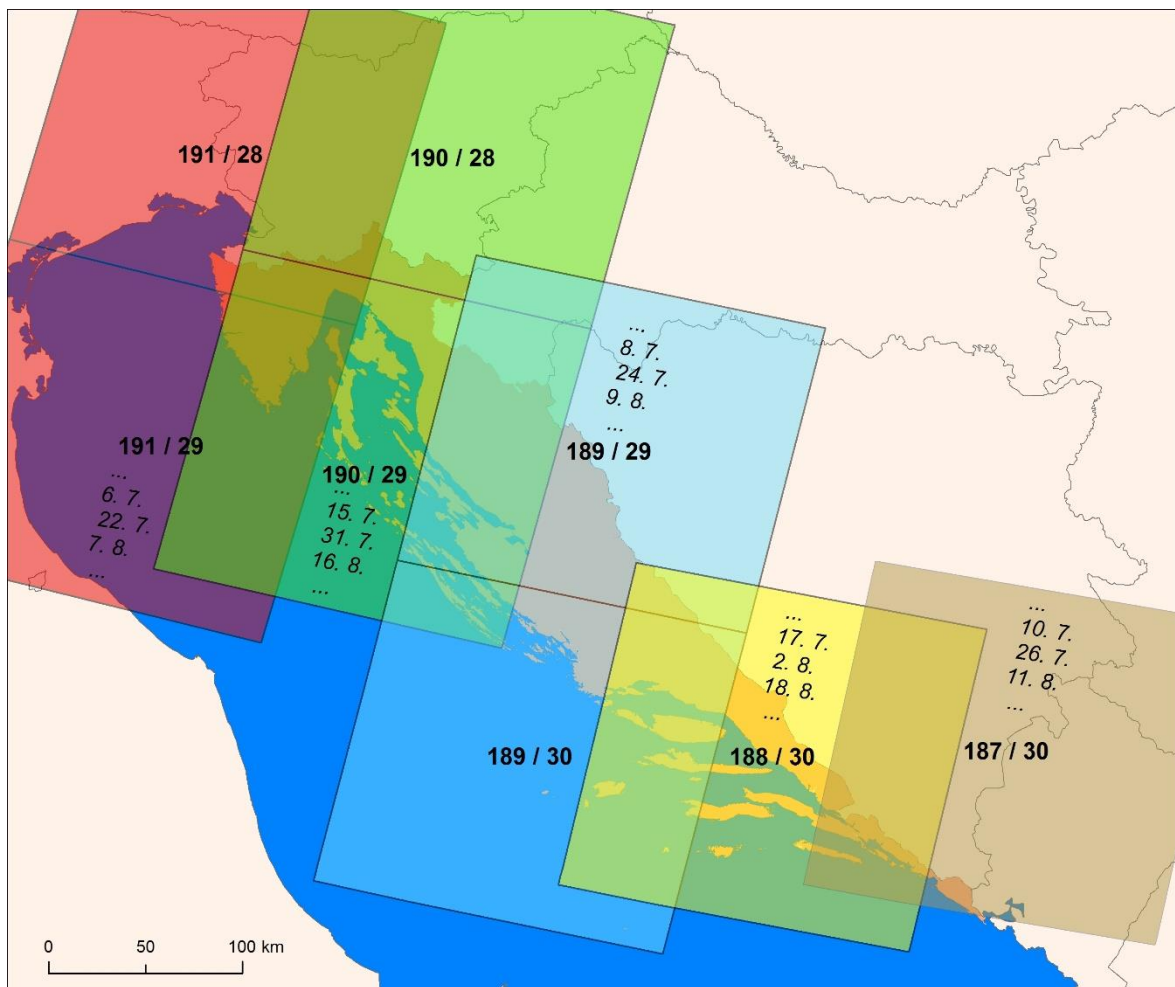 191 / 28
190 / 28
...
8. 7.
24. 7.
9. 8.
...
189 / 29
191 / 29
...
6. 7.
22. 7.
7. 8.
...
190 / 29
...
15. 7.
31. 7.
16. 8.
...
...
17. 7.
2. 8.
18. 8.
...
188 / 30
...
10. 7.
26. 7.
11. 8.
...
187 / 30
189 / 30
0 50 100 km